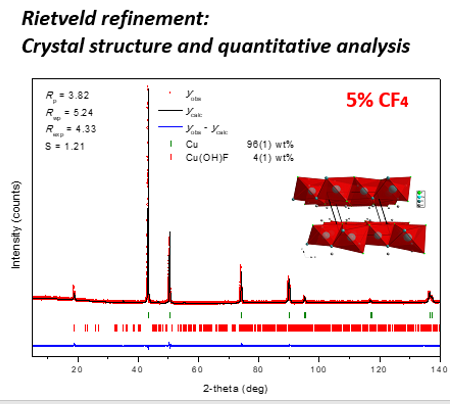 Rietveld refinement:
Crystal structure and quantitative analysis
Rp = 3.82
Rwp = 5.24
Rexp = 4.33
S = 1.21
yobs
ycalc
yobs - ycalc
Cu 96(1) wt%
Cu(OH)F 4(1) wt%
5% CF4
Intensity (counts)
20 40 60 80 100 120 140
2-theta (deg)